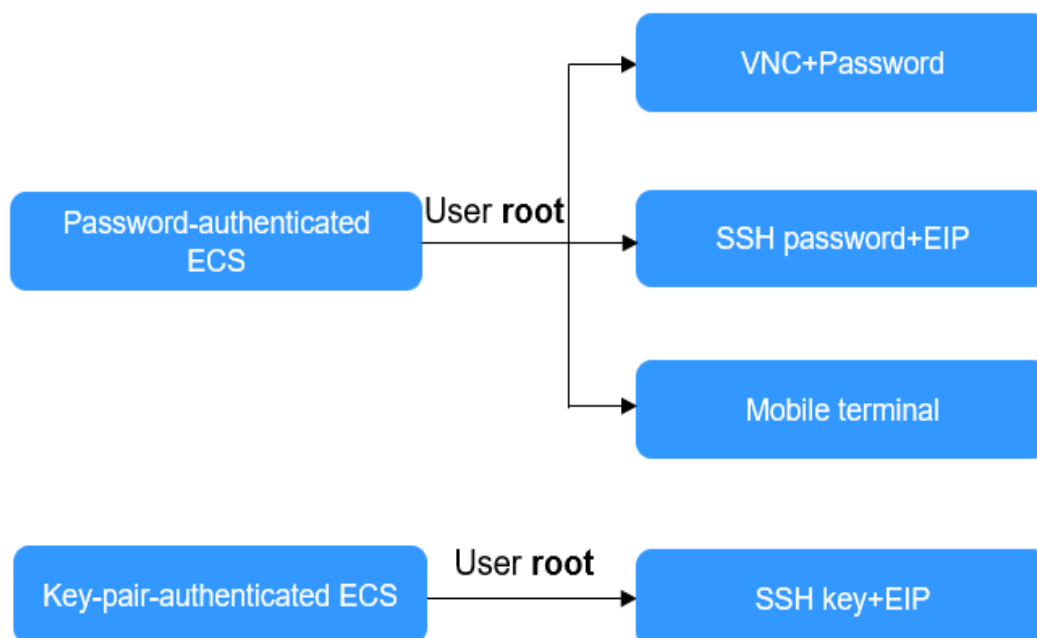 VNC+Password
User root
Password-authenticated
ECS
SSH password+EIP
Mobile terminal
User root
Key-pair-authenticated ECS
SSH key+EIP